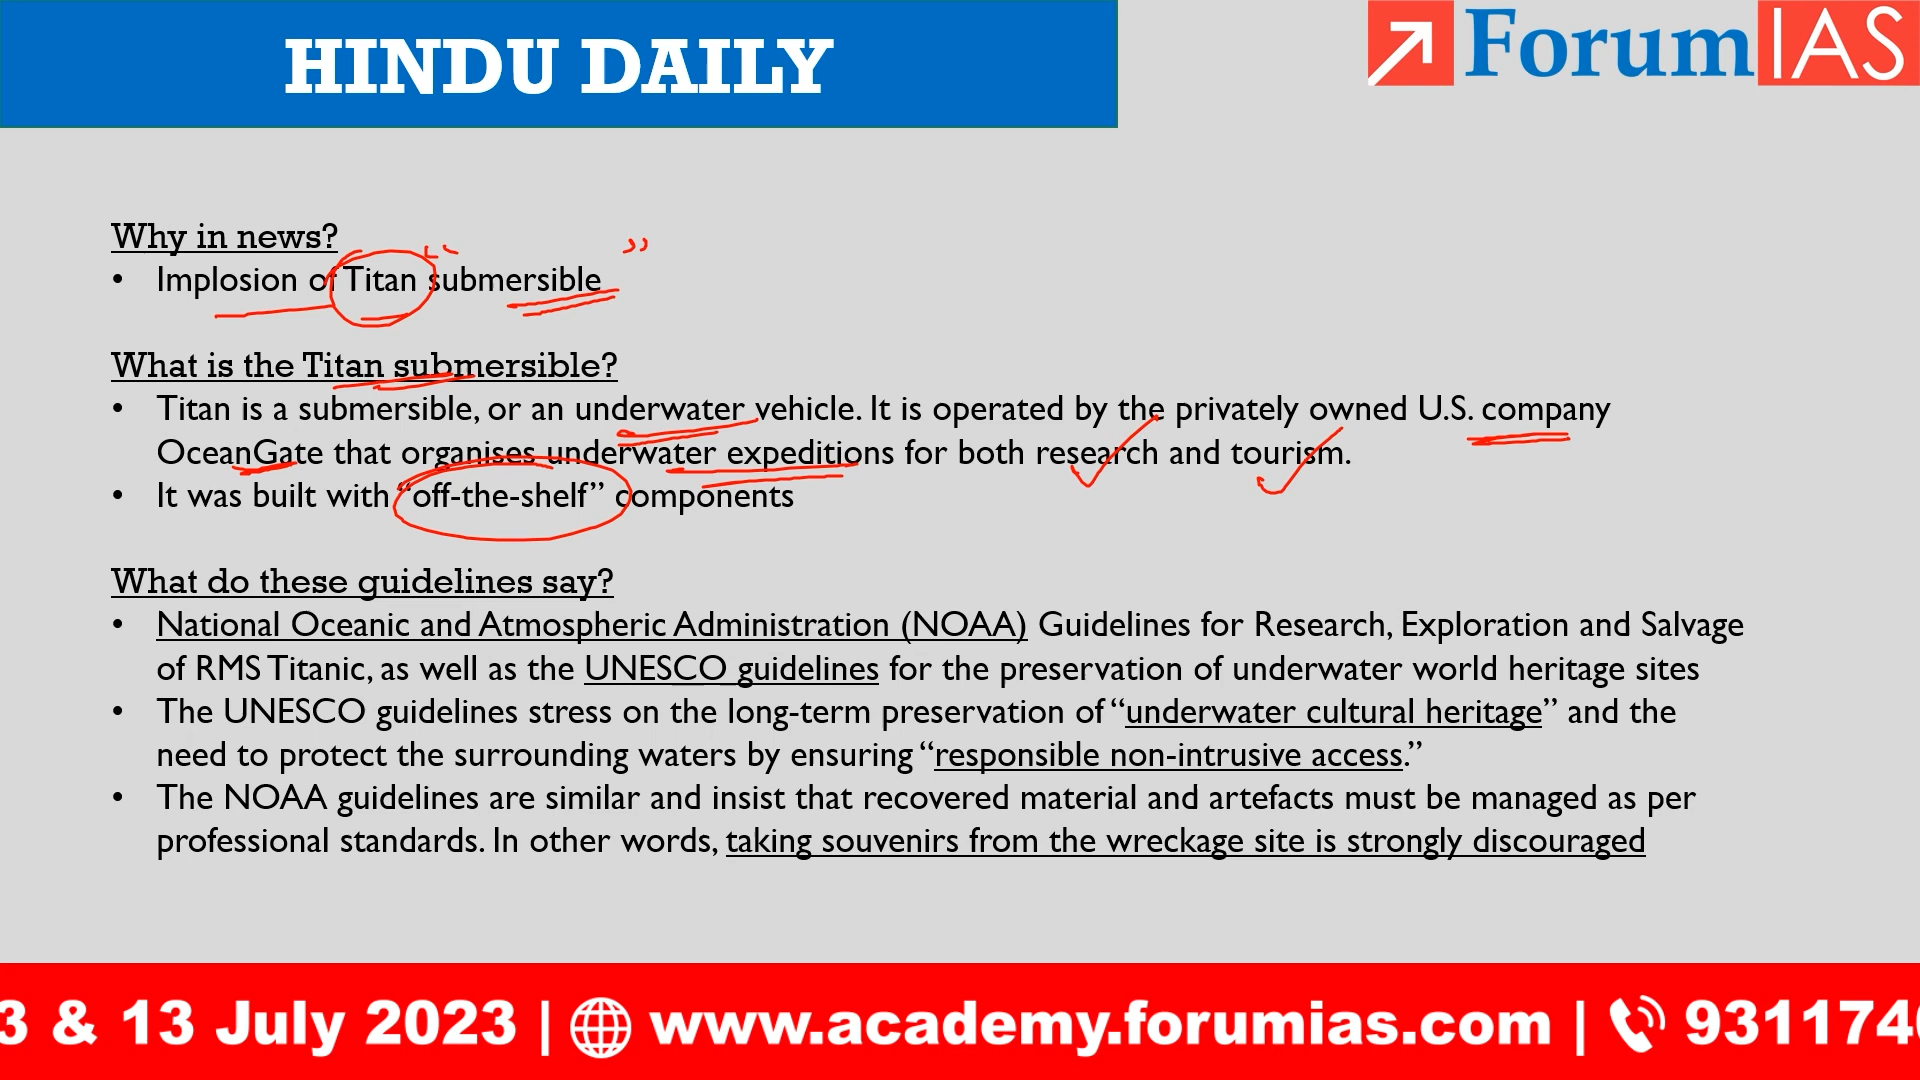 HINDU DAILY
Forum IAS
Why in news?
• Implosion of Titan submersible
“ ”
What is the Titan submersible?
• Titan is a submersible, or an underwater vehicle. It is operated by the privately owned U.S. company
OceanGate that organises underwater expeditions for both research and tourism.
• It was built with “off-the-shelf” components
What do these guidelines say?
• National Oceanic and Atmospheric Administration (NOAA) Guidelines for Research, Exploration and Salvage
of RMS Titanic, as well as the UNESCO guidelines for the preservation of underwater world heritage sites
• The UNESCO guidelines stress on the long-term preservation of “underwater cultural heritage” and the
need to protect the surrounding waters by ensuring “responsible non-intrusive access.”
• The NOAA guidelines are similar and insist that recovered material and artefacts must be managed as per
professional standards. In other words, taking souvenirs from the wreckage site is strongly discouraged
3 & 13 July 2023 | www.academy.forumias.com | 931174